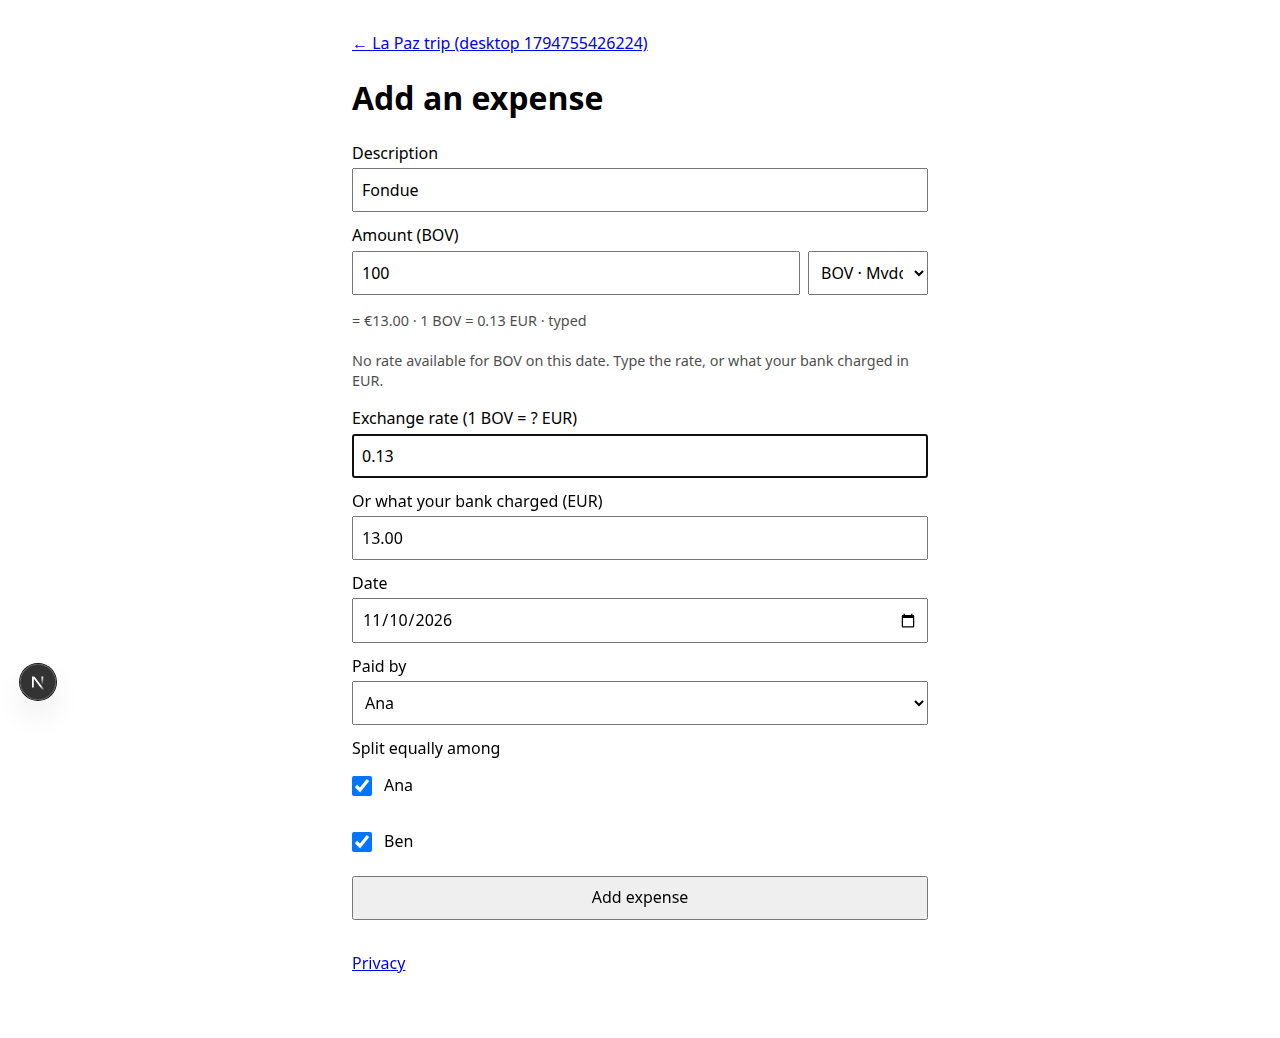 ← La Paz trip (desktop 1794755426224)
Add an expense
Description
Fondue
Amount (BOV)
100
BOV · Mvdo
= €13.00 · 1 BOV = 0.13 EUR · typed
No rate available for BOV on this date. Type the rate, or what your bank charged in
EUR.
Exchange rate (1 BOV = ? EUR)
0.13
Or what your bank charged (EUR)
13.00
Date
11/10/2026
Paid by
Ana
Split equally among
Ana
Ben
N
Add expense
Privacy